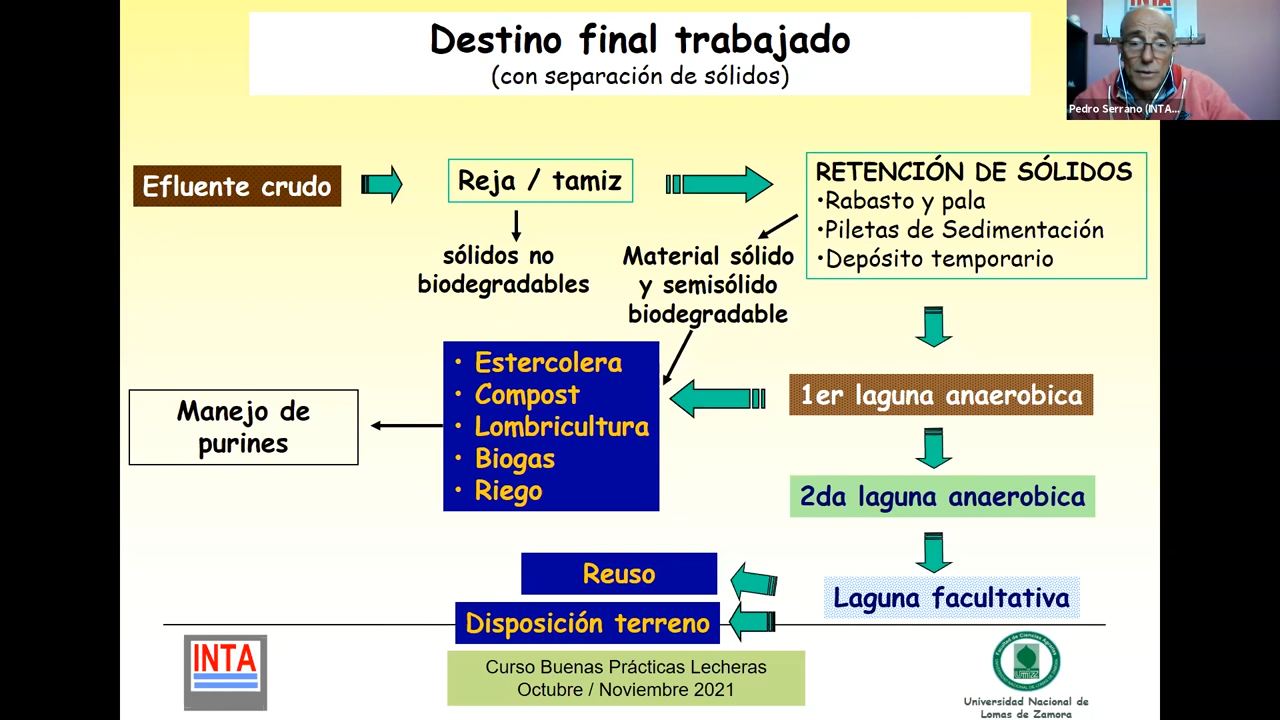 Destino final trabajado
(con separación de sólidos)
INTA
Pedro Serrano (INTA...
Efluente crudo
Reja / tamiz
RETENCIÓN DE SÓLIDOS
•Rabasto y pala
•Piletas de Sedimentación
•Depósito temporario
sólidos no
biodegradables
Material sólido
y semisólido
biodegradable
• Estercolera
• Compost
• Lombricultura
• Biogas
• Riego
Manejo de
purines
1er laguna anaerobica
2da laguna anaerobica
Laguna facultativa
Reuso
Disposición terreno
INTA
Curso Buenas Prácticas Lecheras
Octubre / Noviembre 2021
Universidad Nacional de
Lomas de Zamora